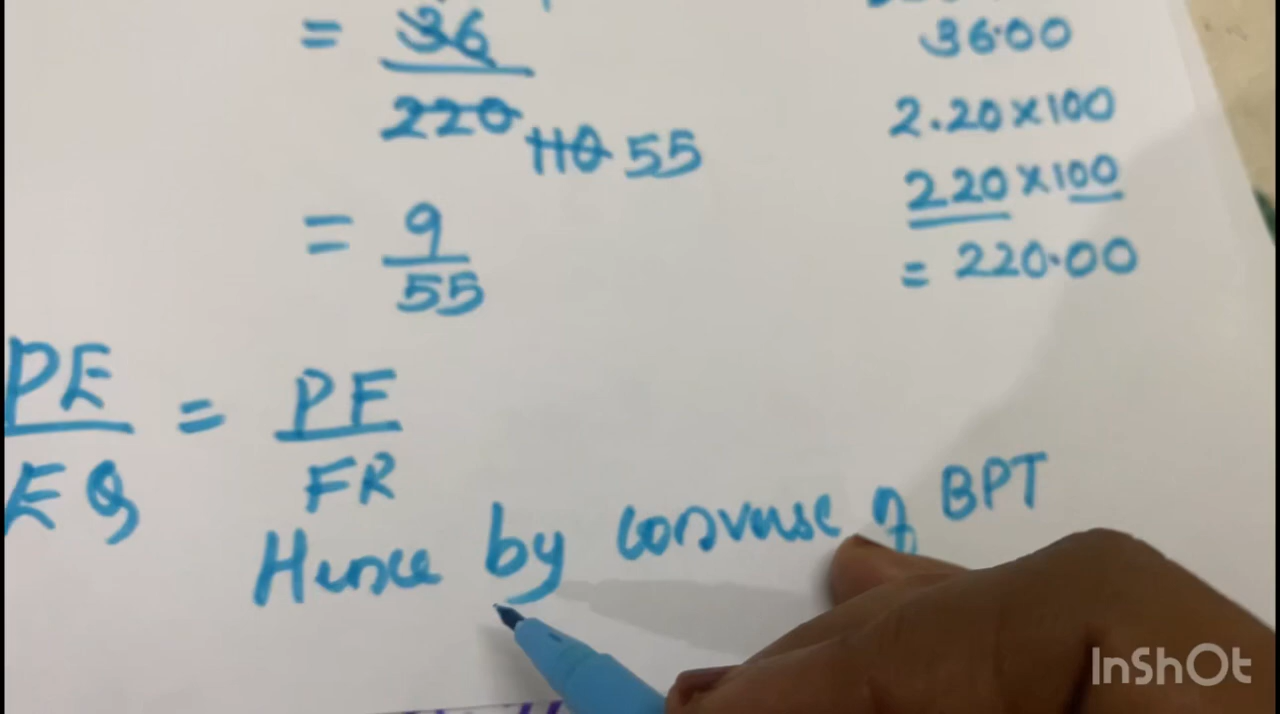 = 36
220 110 55
= 9
55
36.00
2.20×100
220×100
= 220.00
PE = PF
EQ FR
Hence by converse of BPT
InShOt